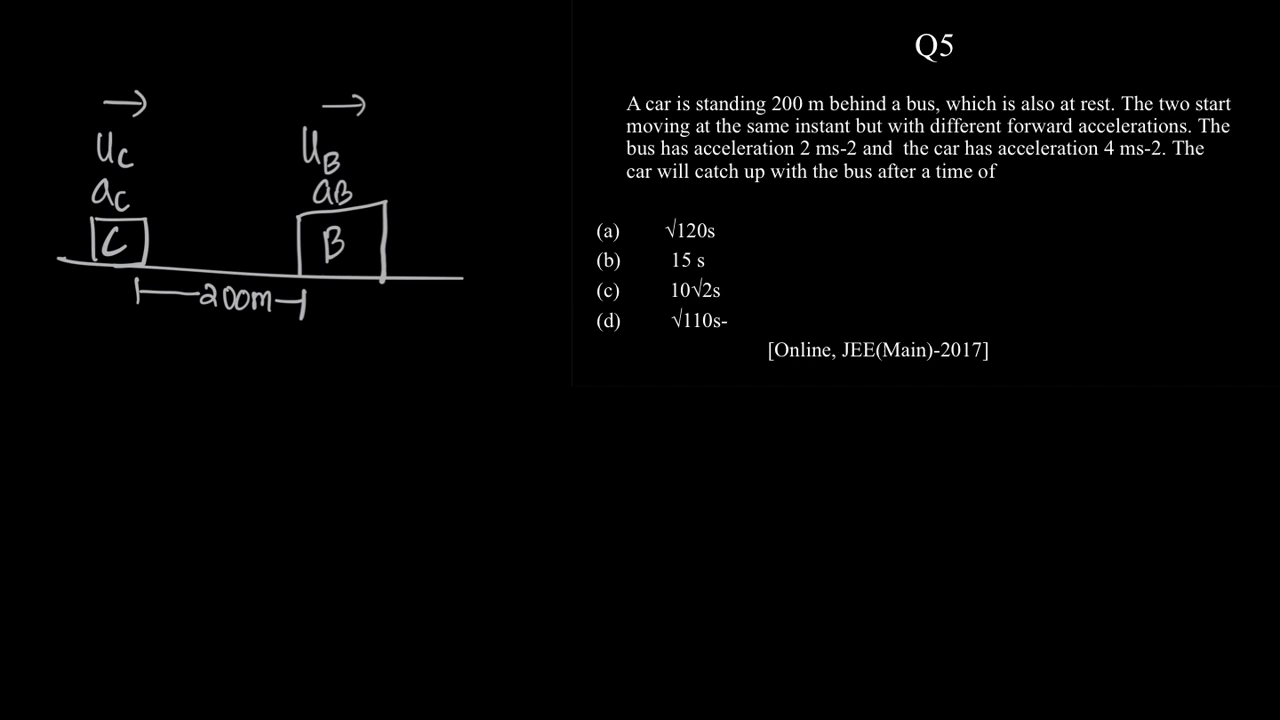 Q5
A car is standing 200 m behind a bus, which is also at rest. The two start
moving at the same instant but with different forward accelerations. The
bus has acceleration 2 ms-2 and  the car has acceleration 4 ms-2. The
car will catch up with the bus after a time of
(a) √120s
(b) 15 s
(c) 10√2s
(d) √110s-
[Online, JEE(Main)-2017]
uC uB
aC aB
C B
200m